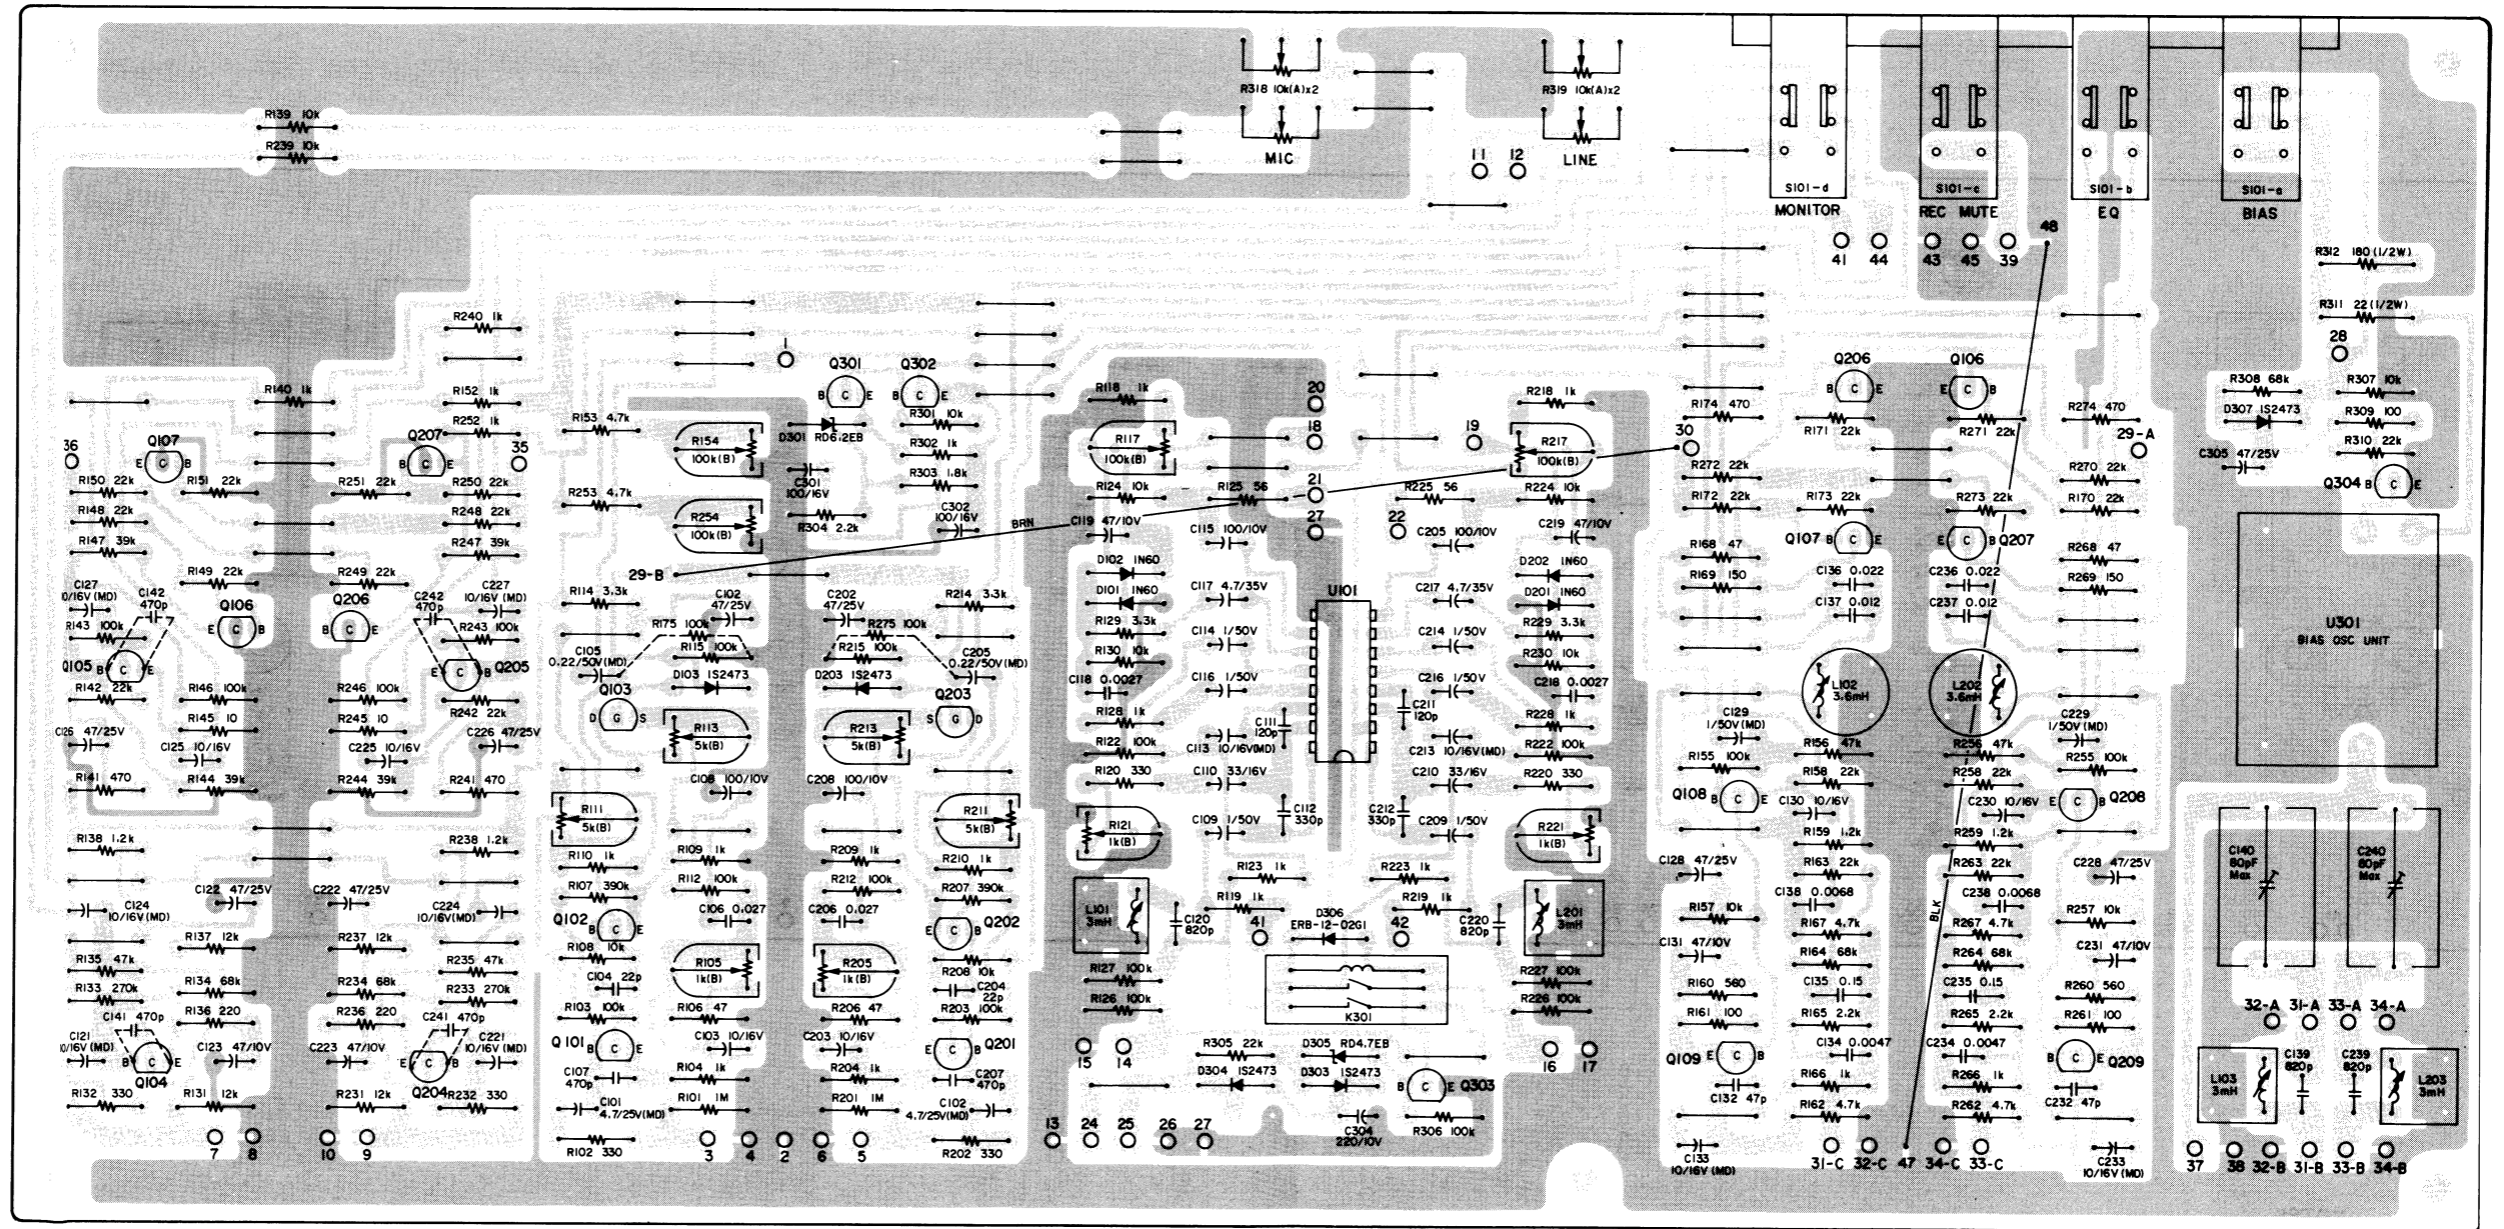 R139 10k
R239 10k
R318 10k(A)x2
MIC
R319 10k(A)x2
LINE
11 12
S101-d
MONITOR
S101-c
REC MUTE
S101-b
EQ
S101-a
BIAS
48
41 44 43 45 39
R312 180 (1/2W)
R311 22 (1/2W)
28
R240 1k
R140 1k
R152 1k
R252 1k
36
Q107
E C B
Q207
B C E
35
R150 22k
R151 22k
R251 22k
R250 22k
R148 22k
R248 22k
R147 39k
R247 39k
R149 22k
R249 22k
C127
10/16V (MD)
C142
470p
C242
470p
C227
10/16V (MD)
Q106
E C B
Q206
B C E
R143 100k
R243 100k
Q105
B C E
Q205
E C B
R142 22k
R146 100k
R246 100k
R242 22k
R145 10
R245 10
C126 47/25V
C125 10/16V
C225 10/16V
C226 47/25V
R141 470
R144 39k
R244 39k
R241 470
R138 1.2k
R238 1.2k
C122 47/25V
C222 47/25V
C124
10/16V(MD)
C224
10/16V(MD)
R137 12k
R237 12k
R135 47k
R235 47k
R134 68k
R234 68k
R133 270k
R233 270k
R136 220
R236 220
C141 470p
C241 470p
C121
10/16V (MD)
C123 47/10V
C223 47/10V
C221
10/16V (MD)
B C E
Q104
E C B
Q204
R132 330
R131 12k
R231 12k
R232 330
7 8 10 9
1
Q301
B C E
Q302
B C E
R153 4.7k
R154
100k(B)
D301 RD6.2EB
R301 10k
R302 1k
R303 1.8k
C301
100/16V
R253 4.7k
R254
100k(B)
R304 2.2k
C302
100/16V
BRN
29-B
R114 3.3k
C102
47/25V
C202
47/25V
R214 3.3k
R175 100k
R275 100k
R115 100k
R215 100k
C105
0.22/50V(MD)
C205
0.22/50V(MD)
D103 1S2473
D203 1S2473
Q103
D G S
Q203
S G D
R113
5k(B)
R213
5k(B)
C108 100/10V
C208 100/10V
R111
5k(B)
R211
5k(B)
R110 1k
R109 1k
R209 1k
R210 1k
R107 390k
R112 100k
R212 100k
R207 390k
C106 0.027
C206 0.027
Q102
B C E
Q202
E C B
R108 10k
R105
1k(B)
R205
1k(B)
R208 10k
C104 22p
C204
22p
R103 100k
R106 47
R206 47
R203 100k
Q101
B C E
C103 10/16V
C203 10/16V
Q201
E C B
C107
470p
R104 1k
R204 1k
C207
470p
C101
4.7/25V(MD)
R101 1M
R201 1M
C102
4.7/25V(MD)
R102 330
R202 330
3 4 2 6 5
R118 1k
20
R218 1k
R117
100k(B)
18
19
R217
100k(B)
30
R124 10k
R125 56
21
R225 56
R224 10k
C119 47/10V
C115 100/10V
27
22
C205 100/10V
C219 47/10V
D102 1N60
D202 1N60
D101 1N60
C117 4.7/35V
U101
C217 4.7/35V
D201 1N60
R129 3.3k
C114 1/50V
C214 1/50V
R229 3.3k
R130 10k
R230 10k
C118 0.0027
C116 1/50V
C216 1/50V
C218 0.0027
R128 1k
C111
120p
C211
120p
R228 1k
R122 100k
C113 10/16V(MD)
C213 10/16V(MD)
R222 100k
R120 330
C110 33/16V
C210 33/16V
R220 330
R121
1k(B)
C109 1/50V
C112
330p
C212
330p
C209 1/50V
R221
1k(B)
R123 1k
R223 1k
L101
3mH
R119 1k
R219 1k
L201
3mH
C120
820p
41
D306
ERB-12-02G1
42
C220
820p
R127 100k
R227 100k
R126 100k
R226 100k
K301
15 14
R305 22k
D305 RD4.7EB
16 17
D304 1S2473
D303 1S2473
B C E Q303
C304
220/10V
R306 100k
13 24 25 26 27
Q206
B C E
Q106
E C B
R174 470
R171 22k
R271 22k
R274 470
29-A
R272 22k
R270 22k
R172 22k
R173 22k
R273 22k
R170 22k
Q107 B C E
E C B Q207
R168 47
R268 47
R169 150
C136 0.022
C236 0.022
R269 150
C137 0.012
C237 0.012
L102
3.6mH
L202
3.6mH
C129
1/50V(MD)
C229
1/50V(MD)
R155 100k
R156 47k
R256 47k
R255 100k
R158 22k
R258 22k
Q108 B C E
C130 10/16V
C230 10/16V
E C B Q208
R159 1.2k
R259 1.2k
C128 47/25V
R163 22k
R263 22k
C228 47/25V
C138 0.0068
C238 0.0068
BLK
R157 10k
R167 4.7k
R267 4.7k
R257 10k
C131 47/10V
R164 68k
R264 68k
C231 47/10V
R160 560
C135 0.15
C235 0.15
R260 560
R161 100
R165 2.2k
R265 2.2k
R261 100
Q109 E C B
C134 0.0047
C234 0.0047
B C E Q209
C132 47p
R166 1k
R266 1k
C232 47p
R162 4.7k
R262 4.7k
C133
10/16V (MD)
31-C 32-C 47 34-C 33-C
C233
10/16V(MD)
R308 68k
R307 10k
D307 1S2473
R309 100
R310 22k
C305 47/25V
Q304 B C E
U301
BIAS OSC UNIT
C140
80pF
Max
C240
80pF
Max
32-A 31-A 33-A 34-A
L103
3mH
C139
820p
C239
820p
L203
3mH
37 38 32-B 31-B 33-B 34-B